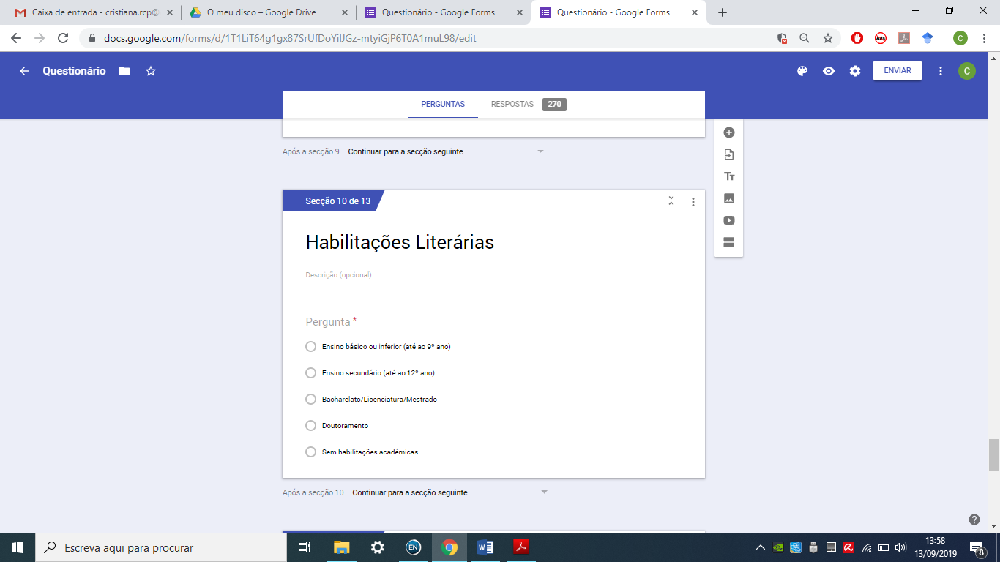 Caixa de entrada - cristiana.rcp@
O meu disco – Google Drive
Questionário - Google Forms
Questionário - Google Forms
docs.google.com/forms/d/1T1LiT64g1gx87SrUfDoYiIJGz-mtyiGjP6T0A1muL98/edit
Questionário
ENVIAR
C
PERGUNTAS
RESPOSTAS 270
Após a secção 9 Continuar para a secção seguinte
Secção 10 de 13
Habilitações Literárias
Descrição (opcional)
Pergunta *
Ensino básico ou inferior (até ao 9º ano)
Ensino secundário (até ao 12º ano)
Bacharelato/Licenciatura/Mestrado
Doutoramento
Sem habilitações académicas
Após a secção 10 Continuar para a secção seguinte
Escreva aqui para procurar
EN
13:58
13/09/2019
8